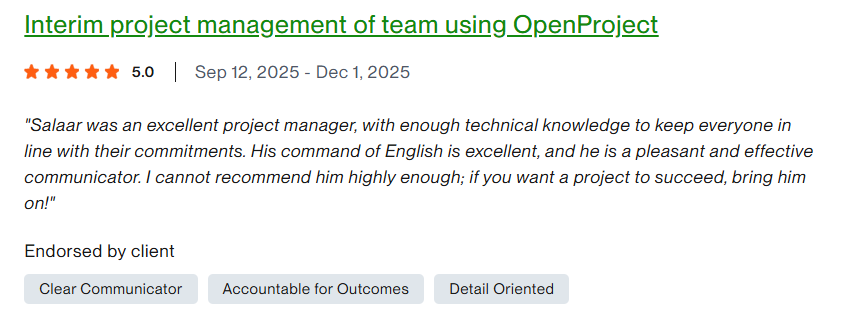 Interim project management of team using OpenProject
5.0 | Sep 12, 2025 - Dec 1, 2025
"Salaar was an excellent project manager, with enough technical knowledge to keep everyone in
line with their commitments. His command of English is excellent, and he is a pleasant and effective
communicator. I cannot recommend him highly enough; if you want a project to succeed, bring him
on!"
Endorsed by client
Clear Communicator Accountable for Outcomes Detail Oriented